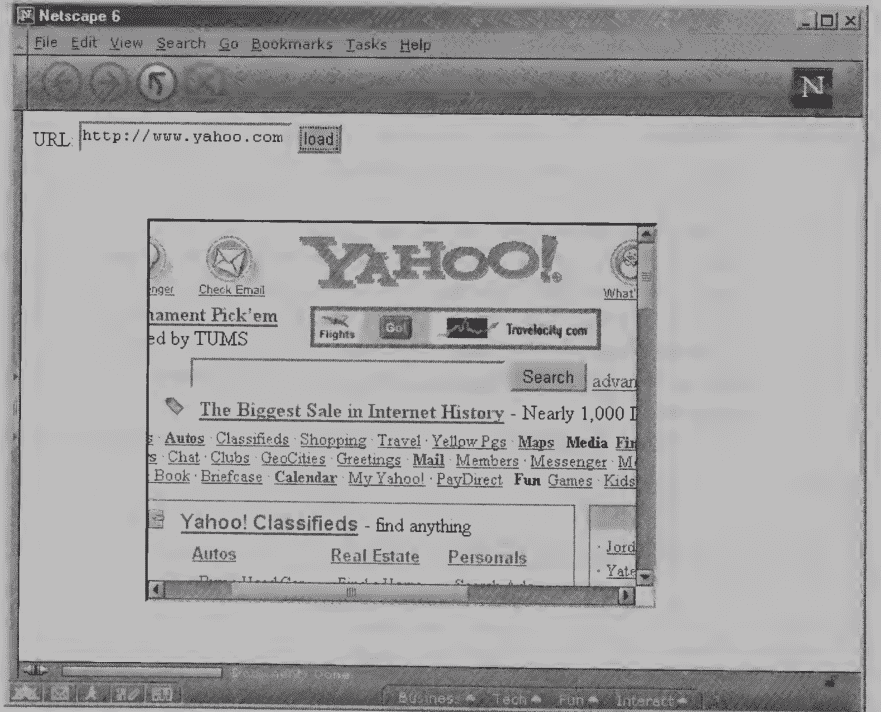 Netscape 6
File Edit View Search Go Bookmarks Tasks Help
N
URL: http://www.yahoo.com load
YAHOO!
enger Check Email What'
nament Pick'em
ed by TUMS
Flights Go! Travelocity.com
Search advan
The Biggest Sale in Internet History - Nearly 1,000 I
s · Autos · Classifieds · Shopping · Travel · Yellow Pgs · Maps Media Fin
rs · Chat · Clubs · GeoCities · Greetings · Mail · Members · Messenger · Mo
Book · Briefcase · Calendar · My Yahoo! · PayDirect Fun Games · Kids
Yahoo! Classifieds - find anything
Autos Real Estate Personals
· Jord
· Yate
Document: Done
Business Tech Fun Interact